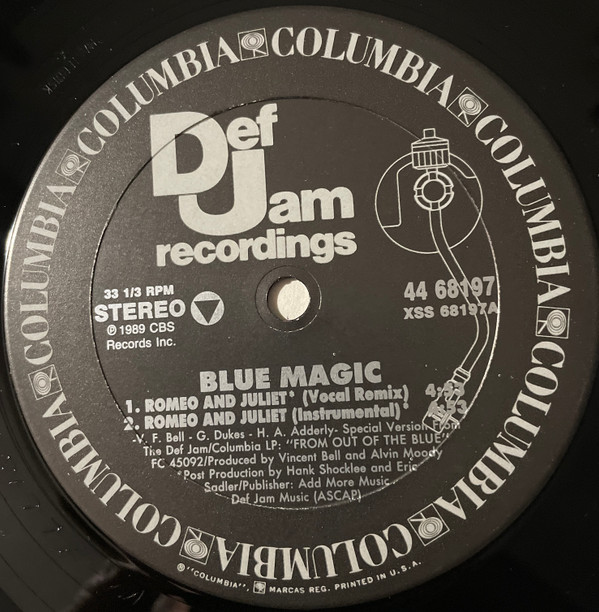 COLUMBIA COLUMBIA COLUMBIA COLUMBIA COLUMBIA COLUMBIA COLUMBIA COLUMBIA
Def
Jam
recordings
33 1/3 RPM
STEREO
℗ 1989 CBS
Records Inc.
44 68197
XSS 68197A
BLUE MAGIC
1. ROMEO AND JULIET* (Vocal Remix)
2. ROMEO AND JULIET (Instrumental)*
-V. F. Bell - G. Dukes - H. A. Adderly- Special Version From
The Def Jam/Columbia LP: "FROM OUT OF THE BLUE"
FC 45092/Produced by Vincent Bell and Alvin Moody
*Post Production by Hank Shocklee and Eric
Sadler/Publisher: Add More Music
Def Jam Music (ASCAP)
® "COLUMBIA", MARCAS REG. PRINTED IN U.S.A.